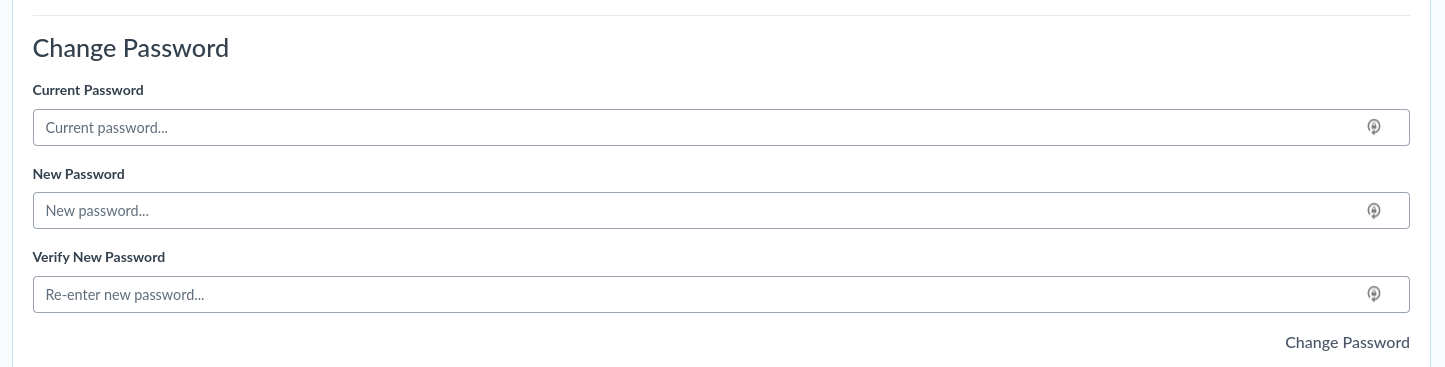 Change Password
Current Password
Current password...
New Password
New password...
Verify New Password
Re-enter new password...
Change Password